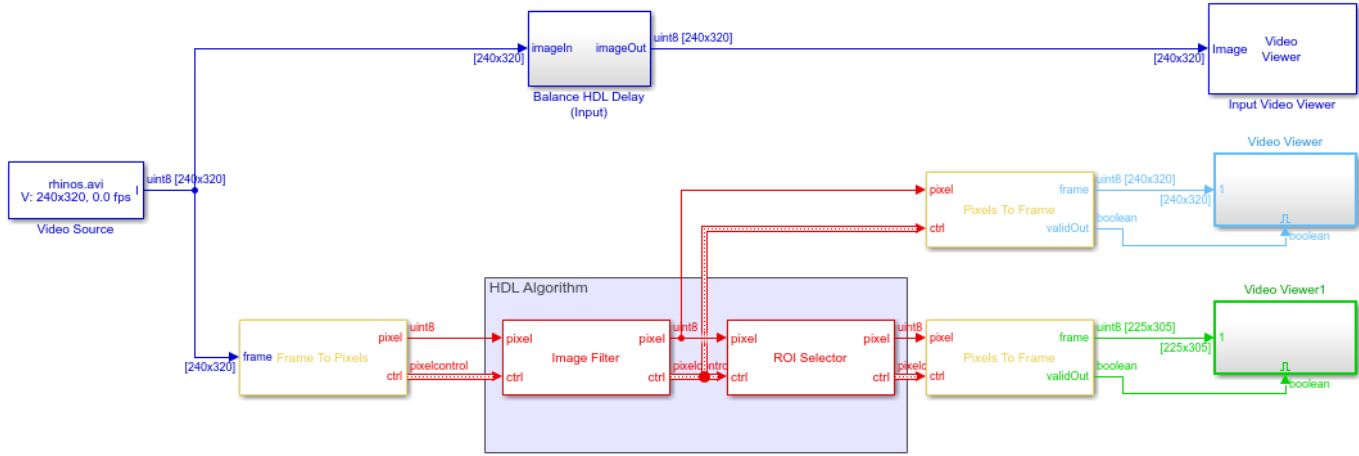 imageIn
imageOut
uint8 [240x320]
[240x320]
Balance HDL Delay
(Input)
[240x320]
Image
Video
Viewer
Input Video Viewer
rhinos.avi
V: 240x320, 0.0 fps
I
uint8 [240x320]
Video Source
Video Viewer
pixel
frame
uint8 [240x320]
[240x320]
1
Pixels To Frame
ctrl
validOut
boolean
boolean
HDL Algorithm
Video Viewer1
[240x320]
frame
Frame To Pixels
pixel
uint8
ctrl
pixelcontrol
pixel
Image Filter
pixel
uint8
ctrl
ctrl
pixelcontro
pixel
ROI Selector
pixel
uint8
ctrl
ctrl
pixelc
pixel
frame
uint8 [225x305]
[225x305]
1
Pixels To Frame
ctrl
validOut
boolean
boolean